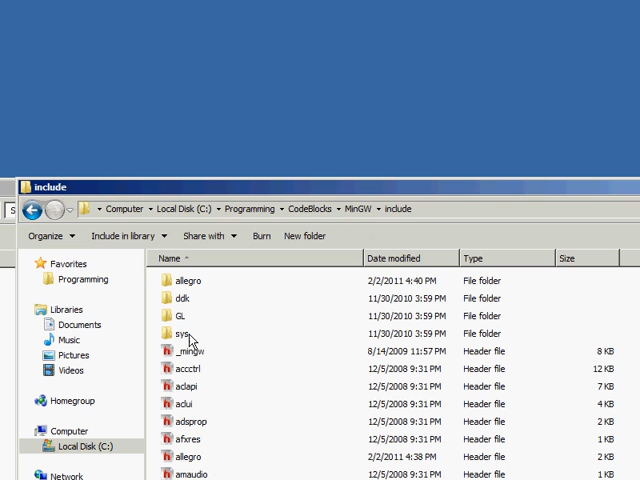 include
S
Computer Local Disk (C:) Programming CodeBlocks MinGW include
Organize Include in library Share with Burn New folder
Favorites
Programming
Libraries
Documents
Music
Pictures
Videos
Homegroup
Computer
Local Disk (C:)
Network
Name Date modified Type Size
allegro 2/2/2011 4:40 PM File folder
ddk 11/30/2010 3:59 PM File folder
GL 11/30/2010 3:59 PM File folder
sys 11/30/2010 3:59 PM File folder
_mingw 8/14/2009 11:57 PM Header file 8 KB
accctrl 12/5/2008 9:31 PM Header file 12 KB
aclapi 12/5/2008 9:31 PM Header file 7 KB
aclui 12/5/2008 9:31 PM Header file 4 KB
adsprop 12/5/2008 9:31 PM Header file 2 KB
afxres 12/5/2008 9:31 PM Header file 1 KB
allegro 2/2/2011 4:38 PM Header file 2 KB
amaudio 12/5/2008 9:31 PM Header file 1 KB